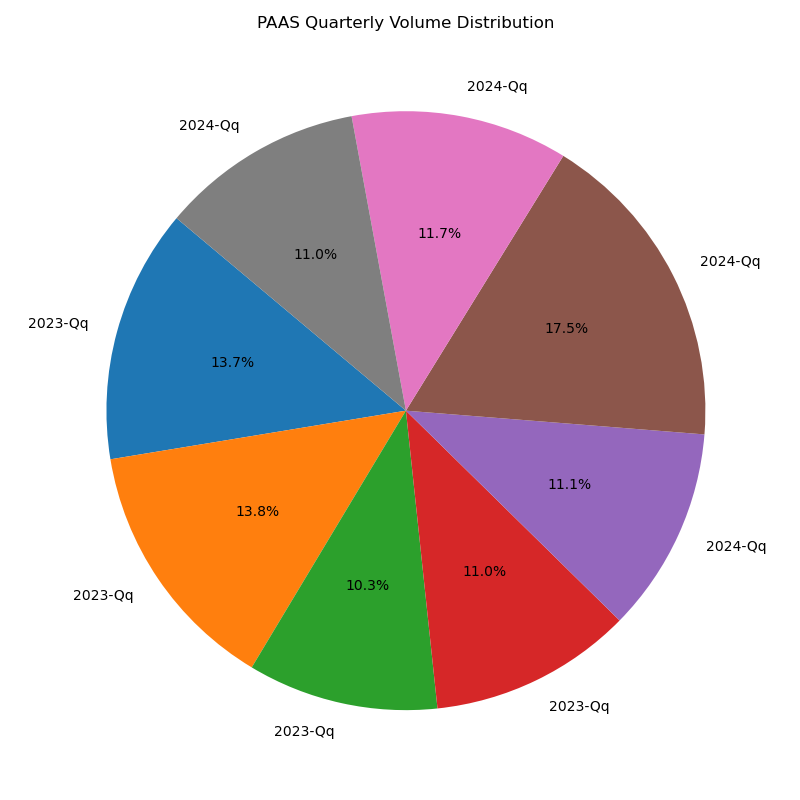 PAAS Quarterly Volume Distribution
2024-Qq
2024-Qq
11.7%
11.0%
2024-Qq
2023-Qq
17.5%
13.7%
11.1%
13.8%
2024-Qq
11.0%
10.3%
2023-Qq
2023-Qq
2023-Qq